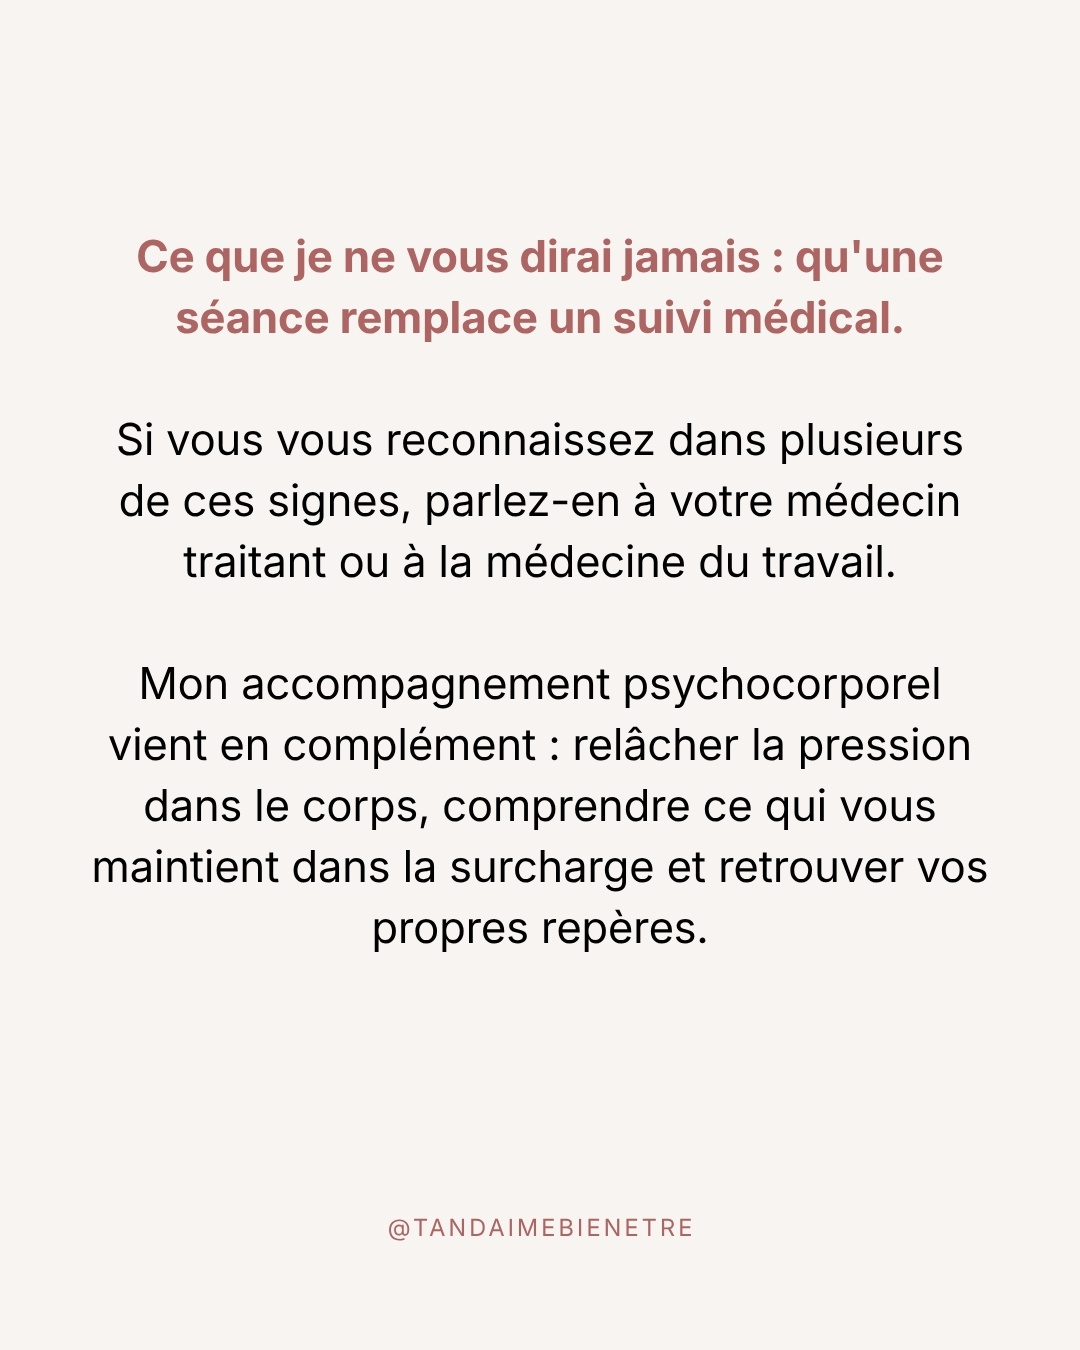 Ce que je ne vous dirai jamais : qu'une
séance remplace un suivi médical.
Si vous vous reconnaissez dans plusieurs
de ces signes, parlez-en à votre médecin
traitant ou à la médecine du travail.
Mon accompagnement psychocorporel
vient en complément : relâcher la pression
dans le corps, comprendre ce qui vous
maintient dans la surcharge et retrouver vos
propres repères.
@TANDAIMEBIENETRE